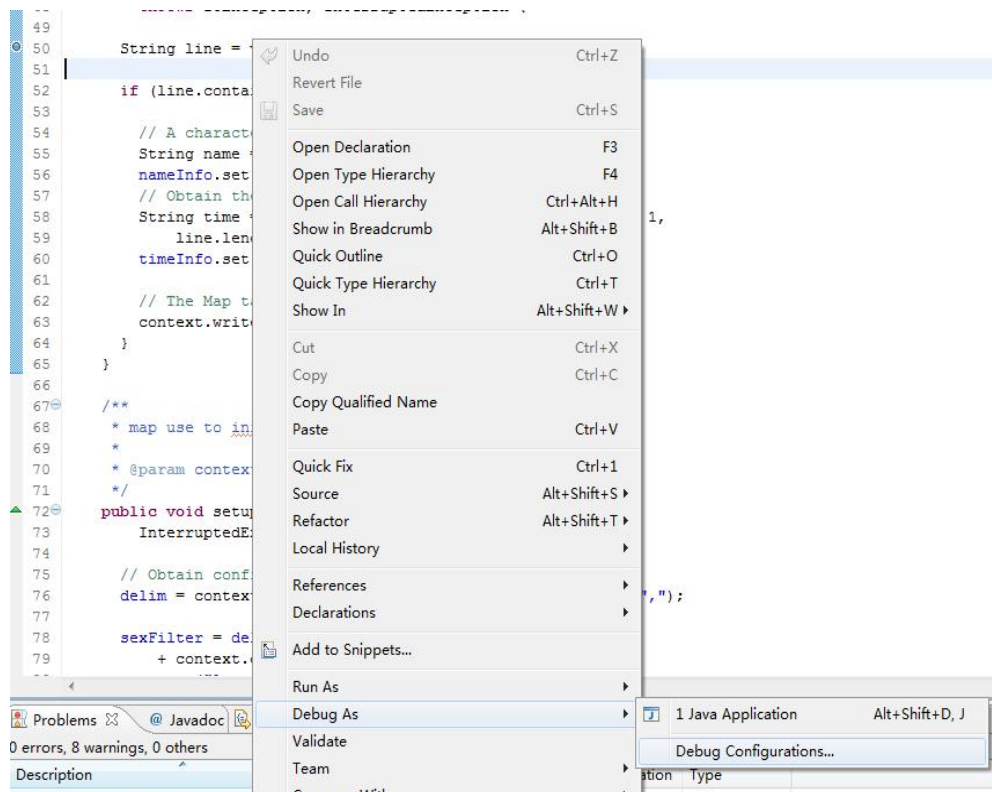 49
50 String line =
51
52 if (line.conta
53
54 // A charact
55 String name
56 nameInfo.set
57 // Obtain th
58 String time = 1,
59 line.len
60 timeInfo.set
61
62 // The Map t
63 context.writ
64 }
65 }
66
67 /**
68 * map use to in
69 *
70 * @param contex
71 */
72 public void setu
73 InterruptedE
74
75 // Obtain conf
76 delim = contex ",");
77
78 sexFilter = de
79 + context.
Undo Ctrl+Z
Revert File
Save Ctrl+S
Open Declaration F3
Open Type Hierarchy F4
Open Call Hierarchy Ctrl+Alt+H
Show in Breadcrumb Alt+Shift+B
Quick Outline Ctrl+O
Quick Type Hierarchy Ctrl+T
Show In Alt+Shift+W
Cut Ctrl+X
Copy Ctrl+C
Copy Qualified Name
Paste Ctrl+V
Quick Fix Ctrl+1
Source Alt+Shift+S
Refactor Alt+Shift+T
Local History
References
Declarations
Add to Snippets...
Run As
Debug As
Validate
Team
1 Java Application Alt+Shift+D, J
Debug Configurations...
Problems @ Javadoc
0 errors, 8 warnings, 0 others
Description ation Type